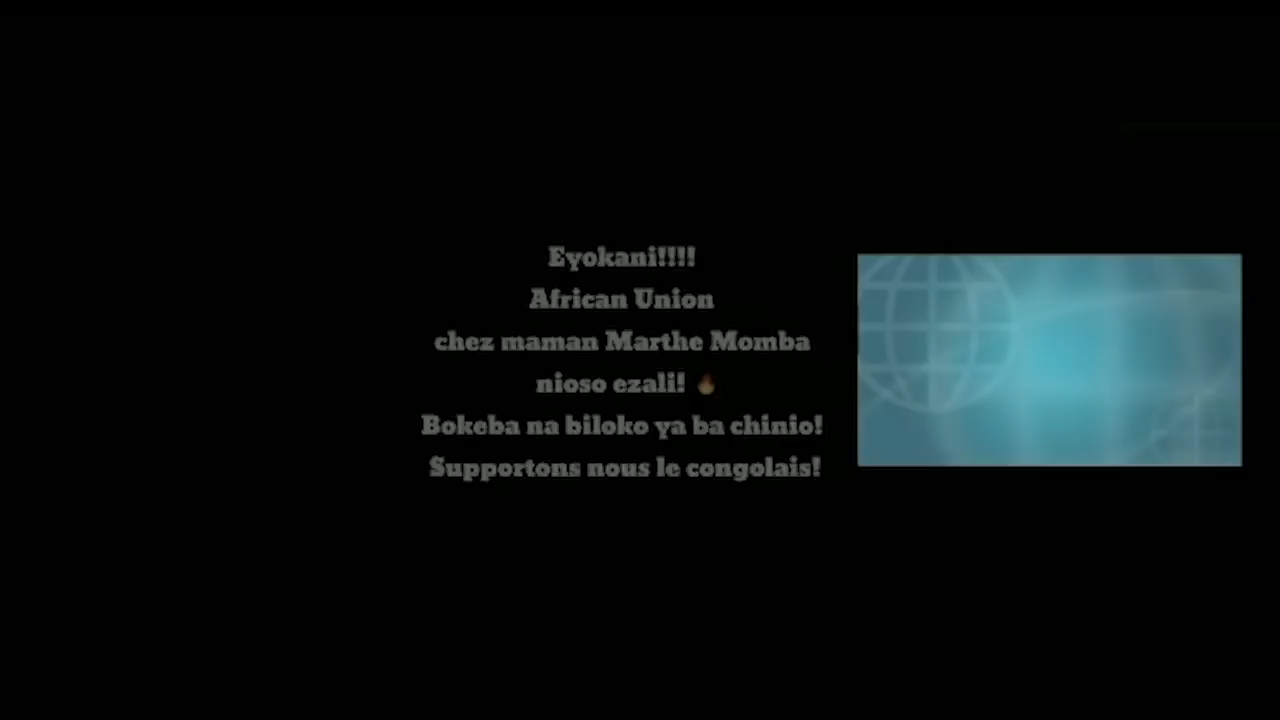 Eyokani!!!!
African Union
chez maman Marthe Momba
nioso ezali! 🔥
Bokeba na biloko ya ba chinio!
Supportons nous le congolais!